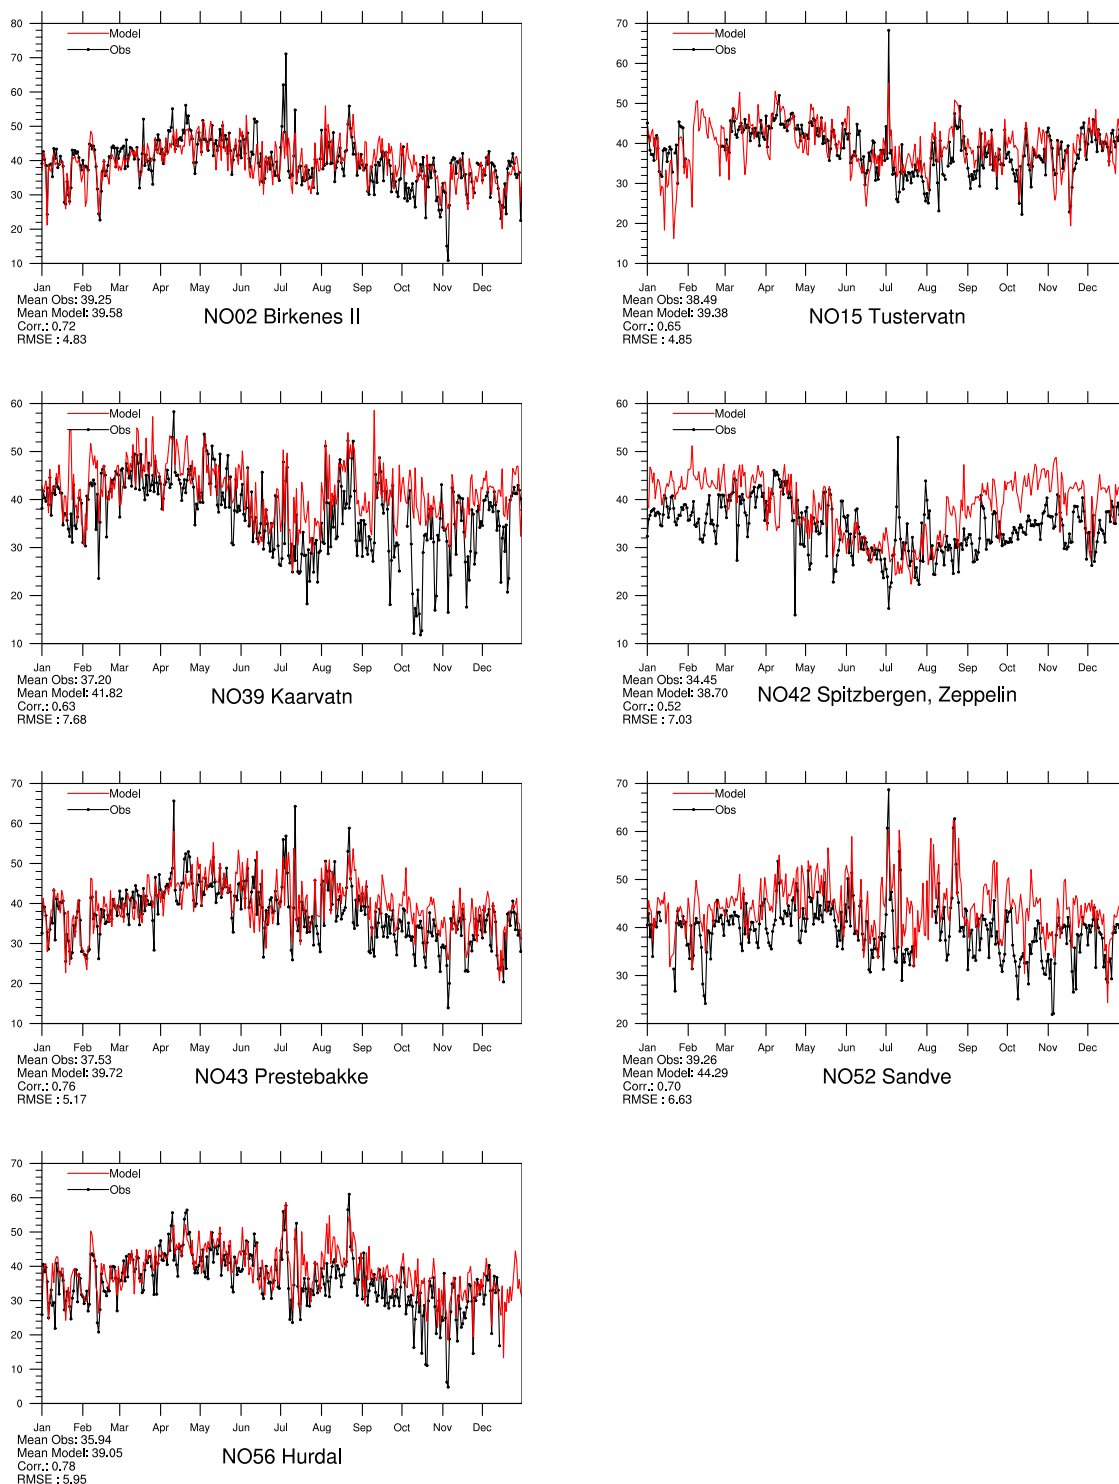 80
70
60
50
40
30
20
10
Model
Obs
Jan Feb Mar Apr May Jun Jul Aug Sep Oct Nov Dec
Mean Obs: 39.25
Mean Model: 39.58
Corr.: 0.72
RMSE : 4.83
NO02 Birkenes II
70
60
50
40
30
20
10
Model
Obs
Jan Feb Mar Apr May Jun Jul Aug Sep Oct Nov Dec
Mean Obs: 38.49
Mean Model: 39.38
Corr.: 0.65
RMSE : 4.85
NO15 Tustervatn
60
50
40
30
20
10
Model
Obs
Jan Feb Mar Apr May Jun Jul Aug Sep Oct Nov Dec
Mean Obs: 37.20
Mean Model: 41.82
Corr.: 0.63
RMSE : 7.68
NO39 Kaarvatn
60
50
40
30
20
10
Model
Obs
Jan Feb Mar Apr May Jun Jul Aug Sep Oct Nov Dec
Mean Obs: 34.45
Mean Model: 38.70
Corr.: 0.52
RMSE : 7.03
NO42 Spitzbergen, Zeppelin
70
60
50
40
30
20
10
Model
Obs
Jan Feb Mar Apr May Jun Jul Aug Sep Oct Nov Dec
Mean Obs: 37.53
Mean Model: 39.72
Corr.: 0.76
RMSE : 5.17
NO43 Prestebakke
70
60
50
40
30
20
Model
Obs
Jan Feb Mar Apr May Jun Jul Aug Sep Oct Nov Dec
Mean Obs: 39.26
Mean Model: 44.29
Corr.: 0.70
RMSE : 6.63
NO52 Sandve
70
60
50
40
30
20
10
0
Model
Obs
Jan Feb Mar Apr May Jun Jul Aug Sep Oct Nov Dec
Mean Obs: 35.94
Mean Model: 39.05
Corr.: 0.78
RMSE : 5.95
NO56 Hurdal